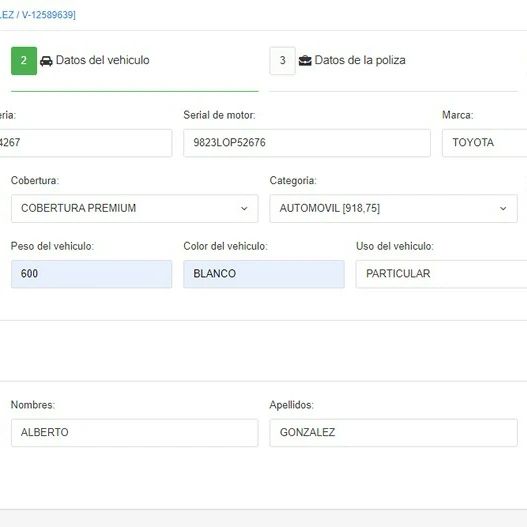 LEZ / V-12589639]
2 Datos del vehiculo
3 Datos de la poliza
eria:
Serial de motor:
Marca:
4267
9823LOP52676
TOYOTA
Cobertura:
Categoria:
COBERTURA PREMIUM
AUTOMOVIL [918,75]
Peso del vehiculo:
Color del vehiculo:
Uso del vehiculo:
600
BLANCO
PARTICULAR
Nombres:
Apellidos:
ALBERTO
GONZALEZ